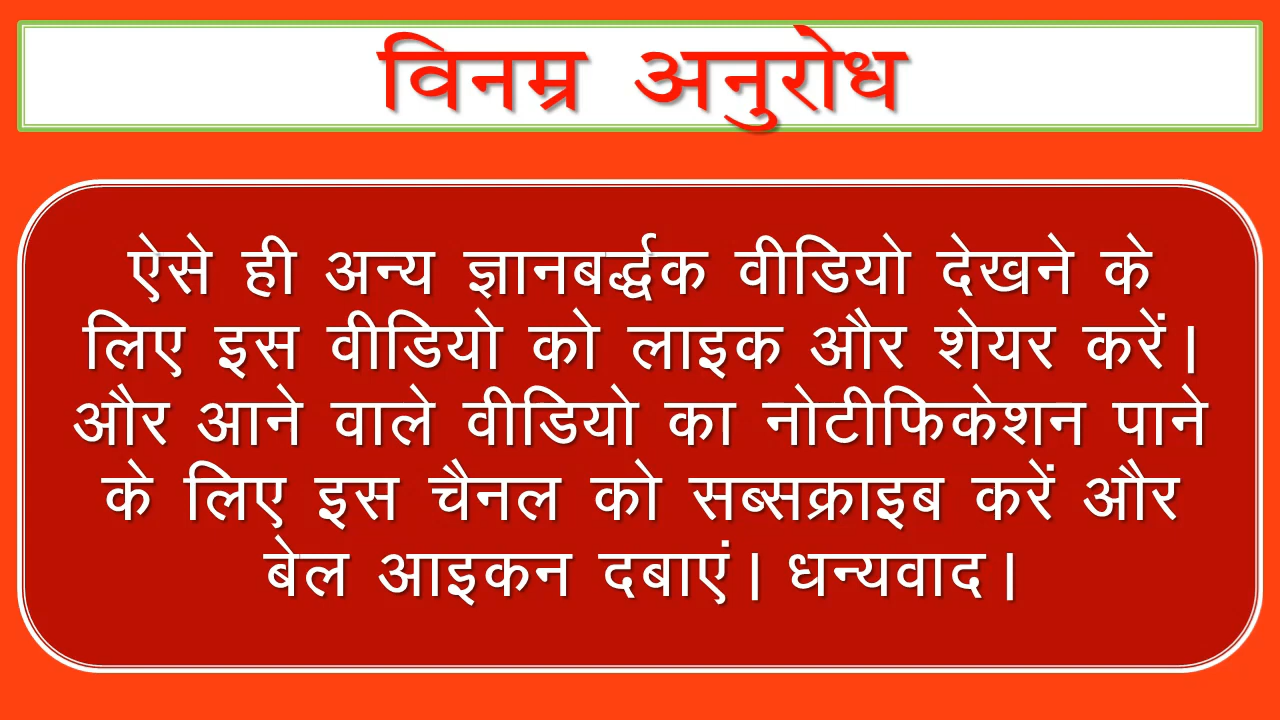 विनम्र अनुरोध
ऐसे ही अन्य ज्ञानबर्द्धक वीडियो देखने के
लिए इस वीडियो को लाइक और शेयर करें।
और आने वाले वीडियो का नोटीफिकेशन पाने
के लिए इस चैनल को सब्सक्राइब करें और
बेल आइकन दबाएं। धन्यवाद।